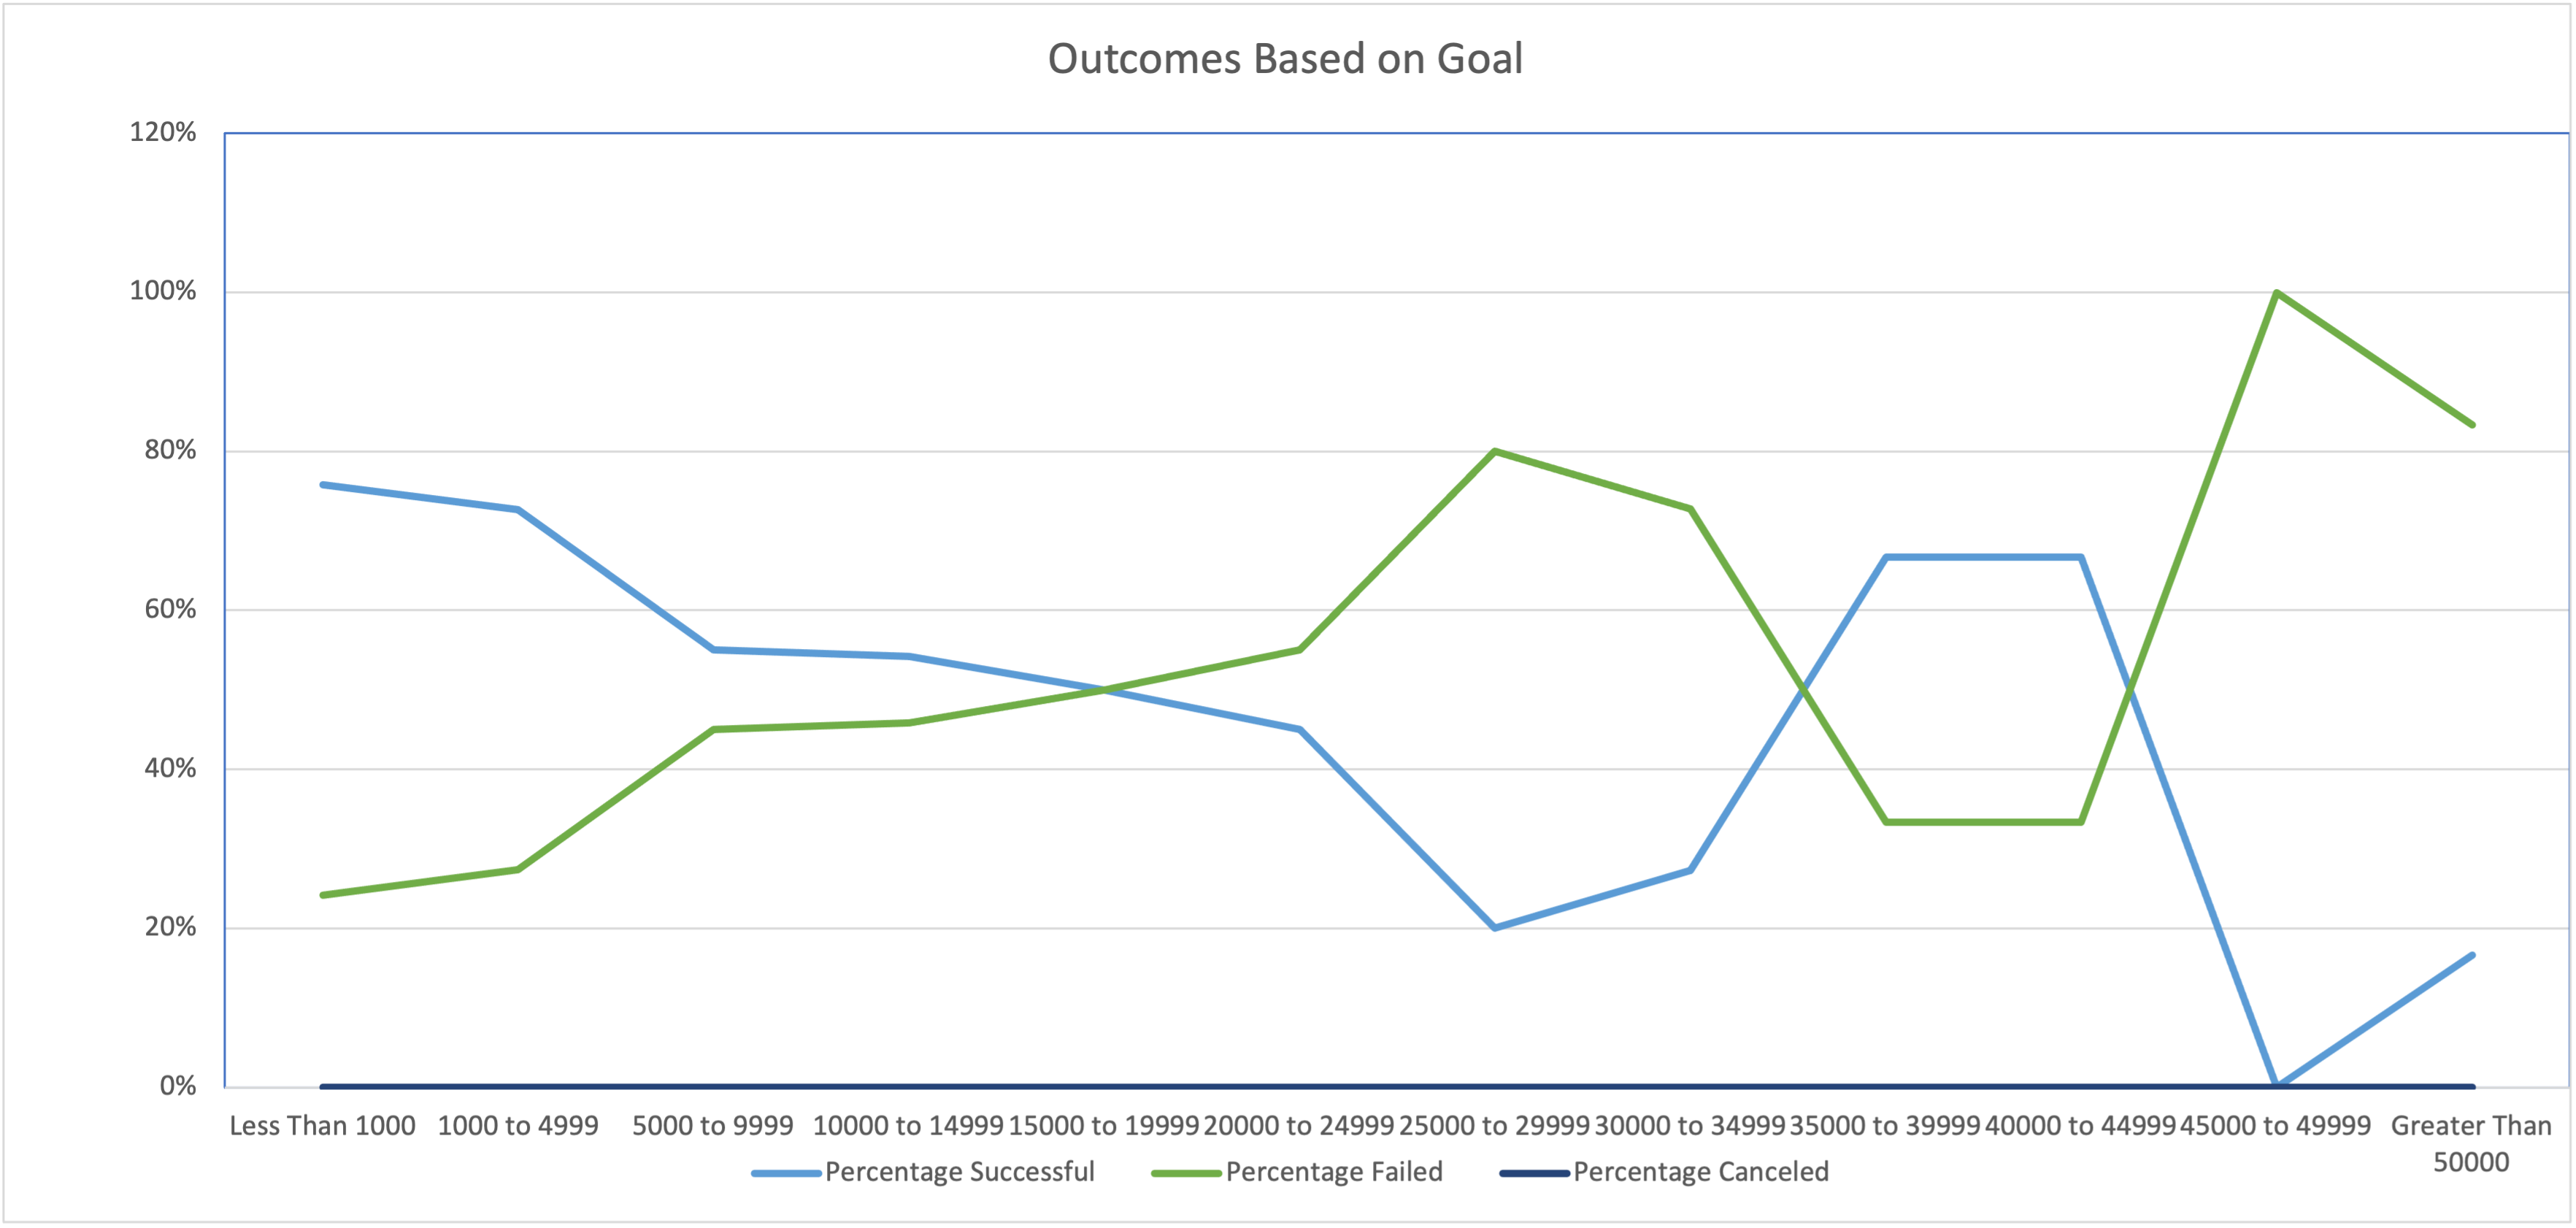 Outcomes Based on Goal
120%
100%
80%
60%
40%
20%
0%
Less Than 1000
1000 to 4999
5000 to 9999
10000 to 14999
15000 to 19999
20000 to 24999
25000 to 29999
30000 to 34999
35000 to 39999
40000 to 44999
45000 to 49999
Greater Than
50000
Percentage Successful
Percentage Failed
Percentage Canceled